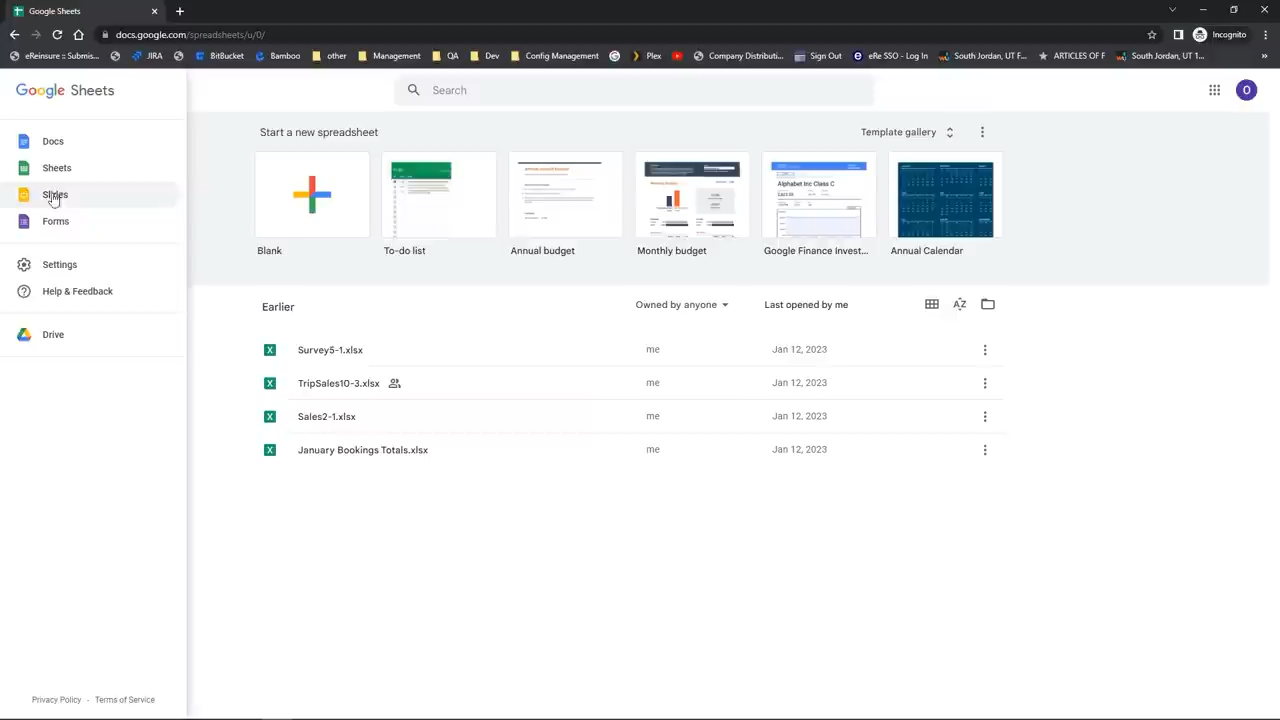 Google Sheets
docs.google.com/spreadsheets/u/0/
Incognito
eReinsure :: Submis...
JIRA
BitBucket
Bamboo
other
Management
QA
Dev
Config Management
Plex
Company Distributi...
Sign Out
eRe SSO - Log In
South Jordan, UT F...
ARTICLES OF F
South Jordan, UT 1...
»
Google Sheets
Search
O
Docs
Sheets
Slides
Forms
Settings
Help & Feedback
Drive
Start a new spreadsheet
Template gallery
Alphabet Inc Class C
Blank
To-do list
Annual budget
Monthly budget
Google Finance Invest...
Annual Calendar
Earlier
Owned by anyone
Last opened by me
Survey5-1.xlsx
me
Jan 12, 2023
TripSales10-3.xlsx
me
Jan 12, 2023
Sales2-1.xlsx
me
Jan 12, 2023
January Bookings Totals.xlsx
me
Jan 12, 2023
Privacy Policy · Terms of Service